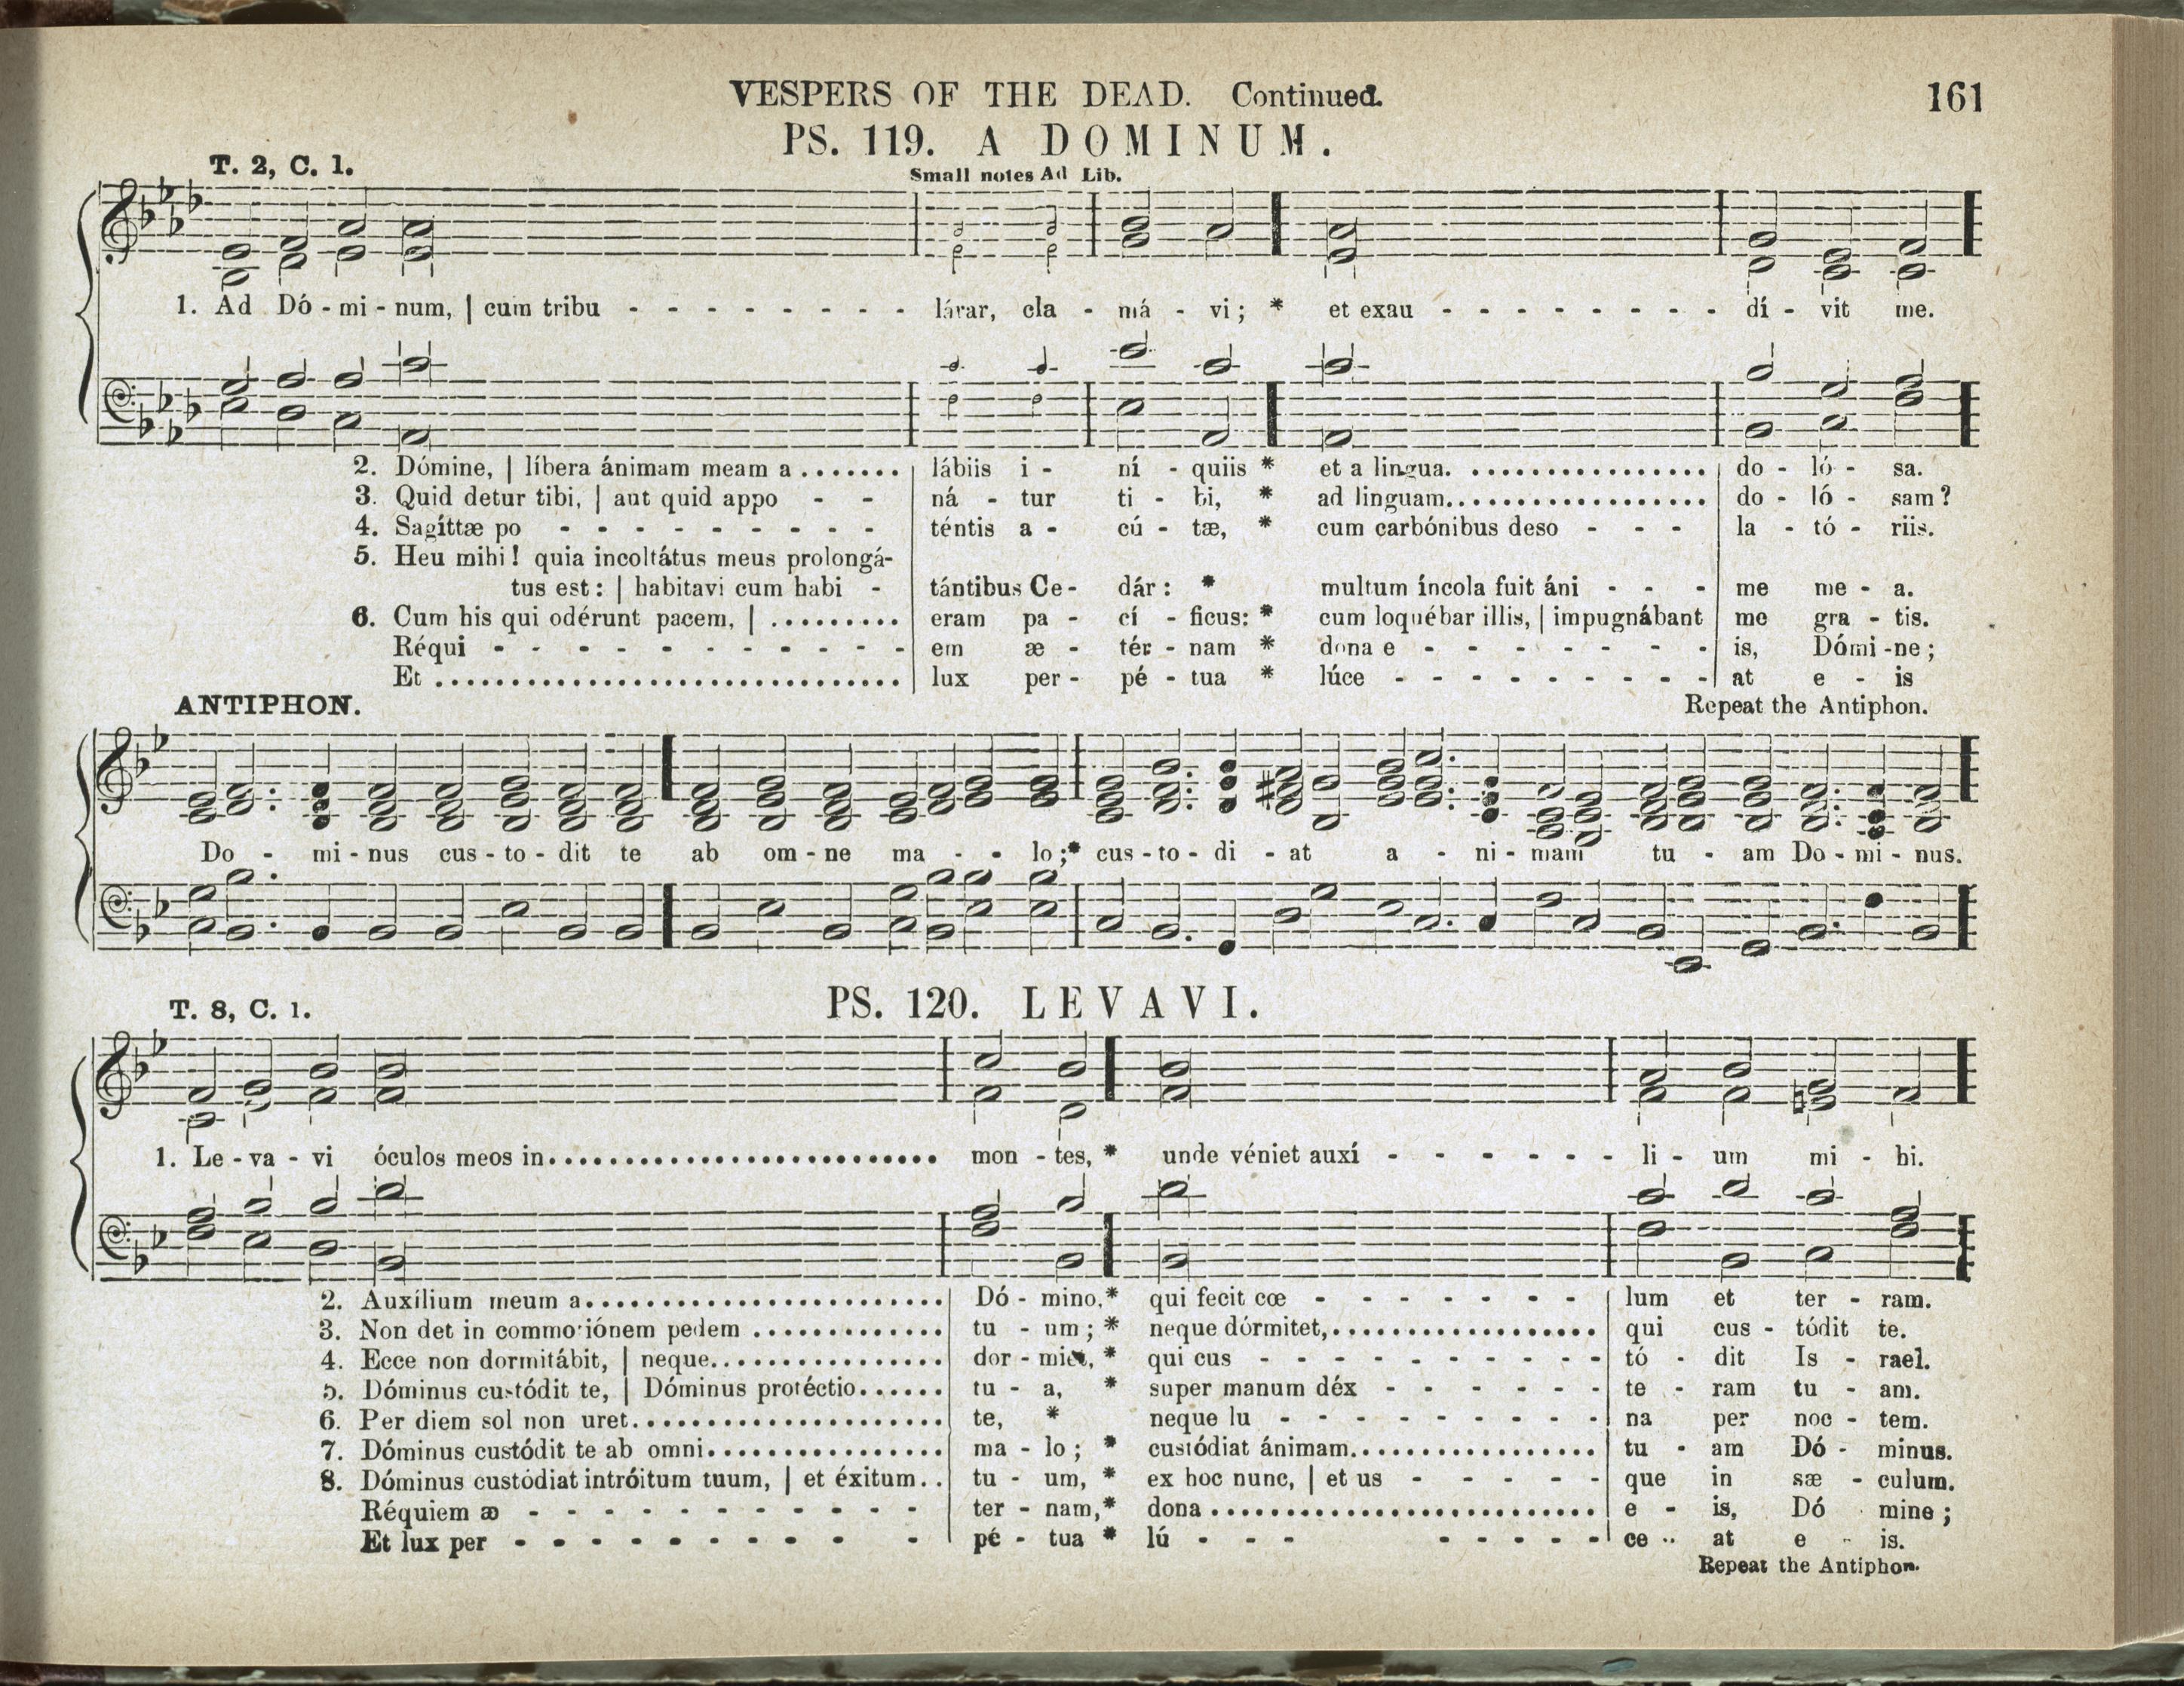 VESPERS OF THE DEAD. Continued. 161
PS. 119. A DOMINUM.
T. 2, C. 1. Small notes Ad Lib.
1. Ad Dó - mi - num, | cum tribu - - - - - - - - lárar, cla - má - vi ; * et exau - - - - - - - - dí - vit me.
2. Dómine, | líbera ánimam meam a ....... lábiis i - ní - quiis * et a lingua. ................ do - ló - sa.
3. Quid detur tibi, | aut quid appo - - ná - tur ti - bi, * ad linguam.................. do - ló - sam ?
4. Sagíttæ po - - - - - - - - - téntis a - cú - tæ, * cum carbónibus deso - - - la - tó - riis.
5. Heu mihi ! quia incoltátus meus prolongá-
tus est : | habitavi cum habi - tántibus Ce - dár : * multum íncola fuit áni - - - me me - a.
6. Cum his qui odérunt pacem, | ......... eram pa - cí - ficus: * cum loquébar illis, | impugnábant me gra - tis.
Réqui - - - - - - - - - - - em æ - tér - nam * dona e - - - - - - - - is, Dómi - ne ;
Et ............................... lux per - pé - tua * lúce - - - - - - - - - at e - is
ANTIPHON. Repeat the Antiphon.
Do - mi - nus cus - to - dit te ab om - ne ma - - lo ;* cus - to - di - at a - ni - mam tu - am Do - mi - nus.
PS. 120. LEVAVI.
T. 8, C. 1.
1. Le - va - vi óculos meos in.......................... mon - tes, * unde véniet auxí - - - - - - - li - um mi - hi.
2. Auxílium meum a........................ Dó - mino,* qui fecit cœ - - - - - - - lum et ter - ram.
3. Non det in commotiónem pedem ............. tu - um ; * neque dórmitet,.................. qui cus - tódit te.
4. Ecce non dormitábit, | neque............... dor - miet, * qui cus - - - - - - - - - tó - dit Is - rael.
5. Dóminus custódit te, | Dóminus protéctio...... tu - a, * super manum déx - - - - - - te - ram tu - am.
6. Per diem sol non uret..................... te, * neque lu - - - - - - - - - na per noc - tem.
7. Dóminus custódit te ab omni................ ma - lo ; * custódiat ánimam................ tu - am Dó - minus.
8. Dóminus custódiat intróitum tuum, | et éxitum.. tu - um, * ex hoc nunc, | et us - - - - - que in sæ - culum.
Réquiem æ - - - - - - - - - - - ter - nam,* dona .......................... e - is, Dó - mine ;
Et lux per - - - - - - - - - - pé - tua * lú - - - - - - - - ce - at e - is.
Repeat the Antiphon.